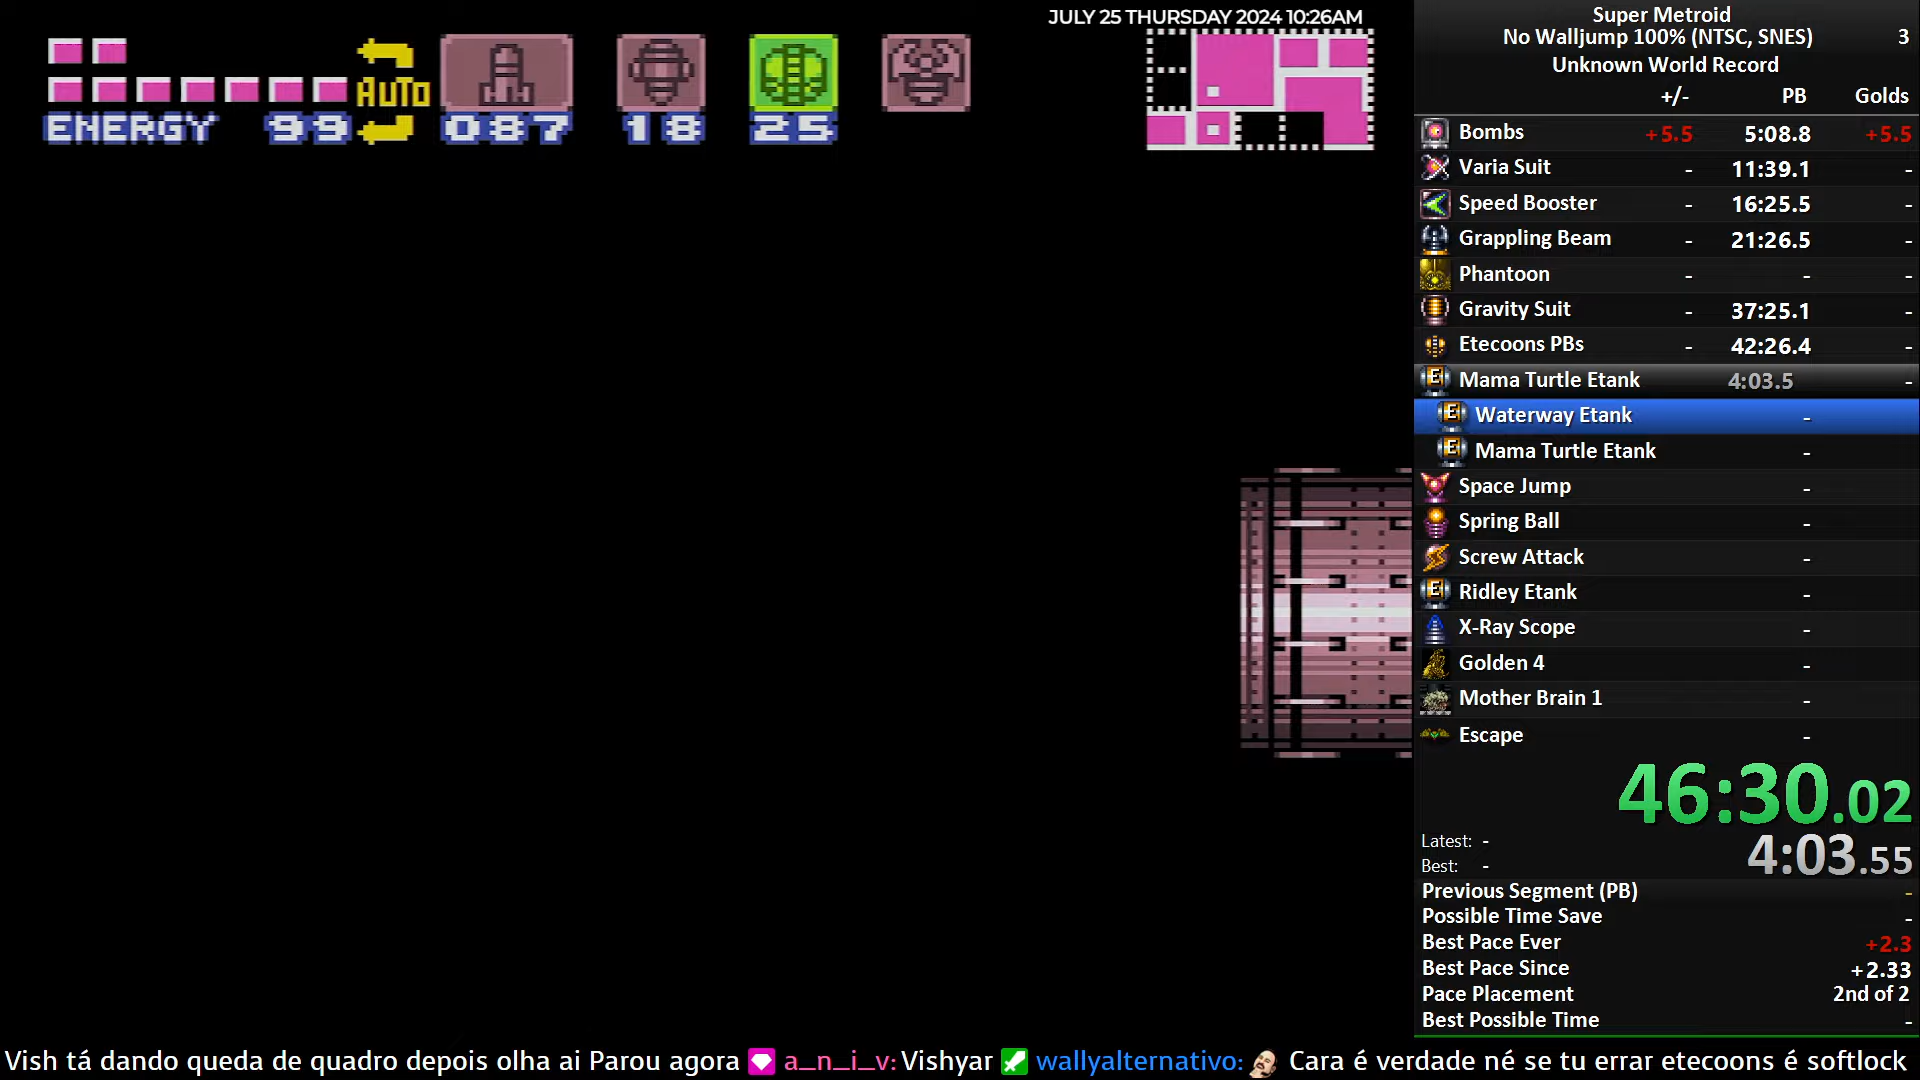 JULY 25 THURSDAY 2024 10:26AM
AUTO
ENERGY 99 087 18 25
Super Metroid
No Walljump 100% (NTSC, SNES) 3
Unknown World Record
+/- PB Golds
Bombs +5.5 5:08.8 +5.5
Varia Suit - 11:39.1 -
Speed Booster - 16:25.5 -
Grappling Beam - 21:26.5 -
Phantoon - - -
Gravity Suit - 37:25.1 -
Etecoons PBs - 42:26.4 -
Mama Turtle Etank 4:03.5 -
Waterway Etank -
Mama Turtle Etank -
Space Jump -
Spring Ball -
Screw Attack -
Ridley Etank -
X-Ray Scope -
Golden 4 -
Mother Brain 1 -
Escape -
46:30.02
Latest: -
Best: -
4:03.55
Previous Segment (PB) -
Possible Time Save -
Best Pace Ever +2.3
Best Pace Since +2.33
Pace Placement 2nd of 2
Best Possible Time -
Vish tá dando queda de quadro depois olha ai Parou agora a_n_i_v: Vishyar wallyalternativo: Cara é verdade né se tu errar etecoons é softlock